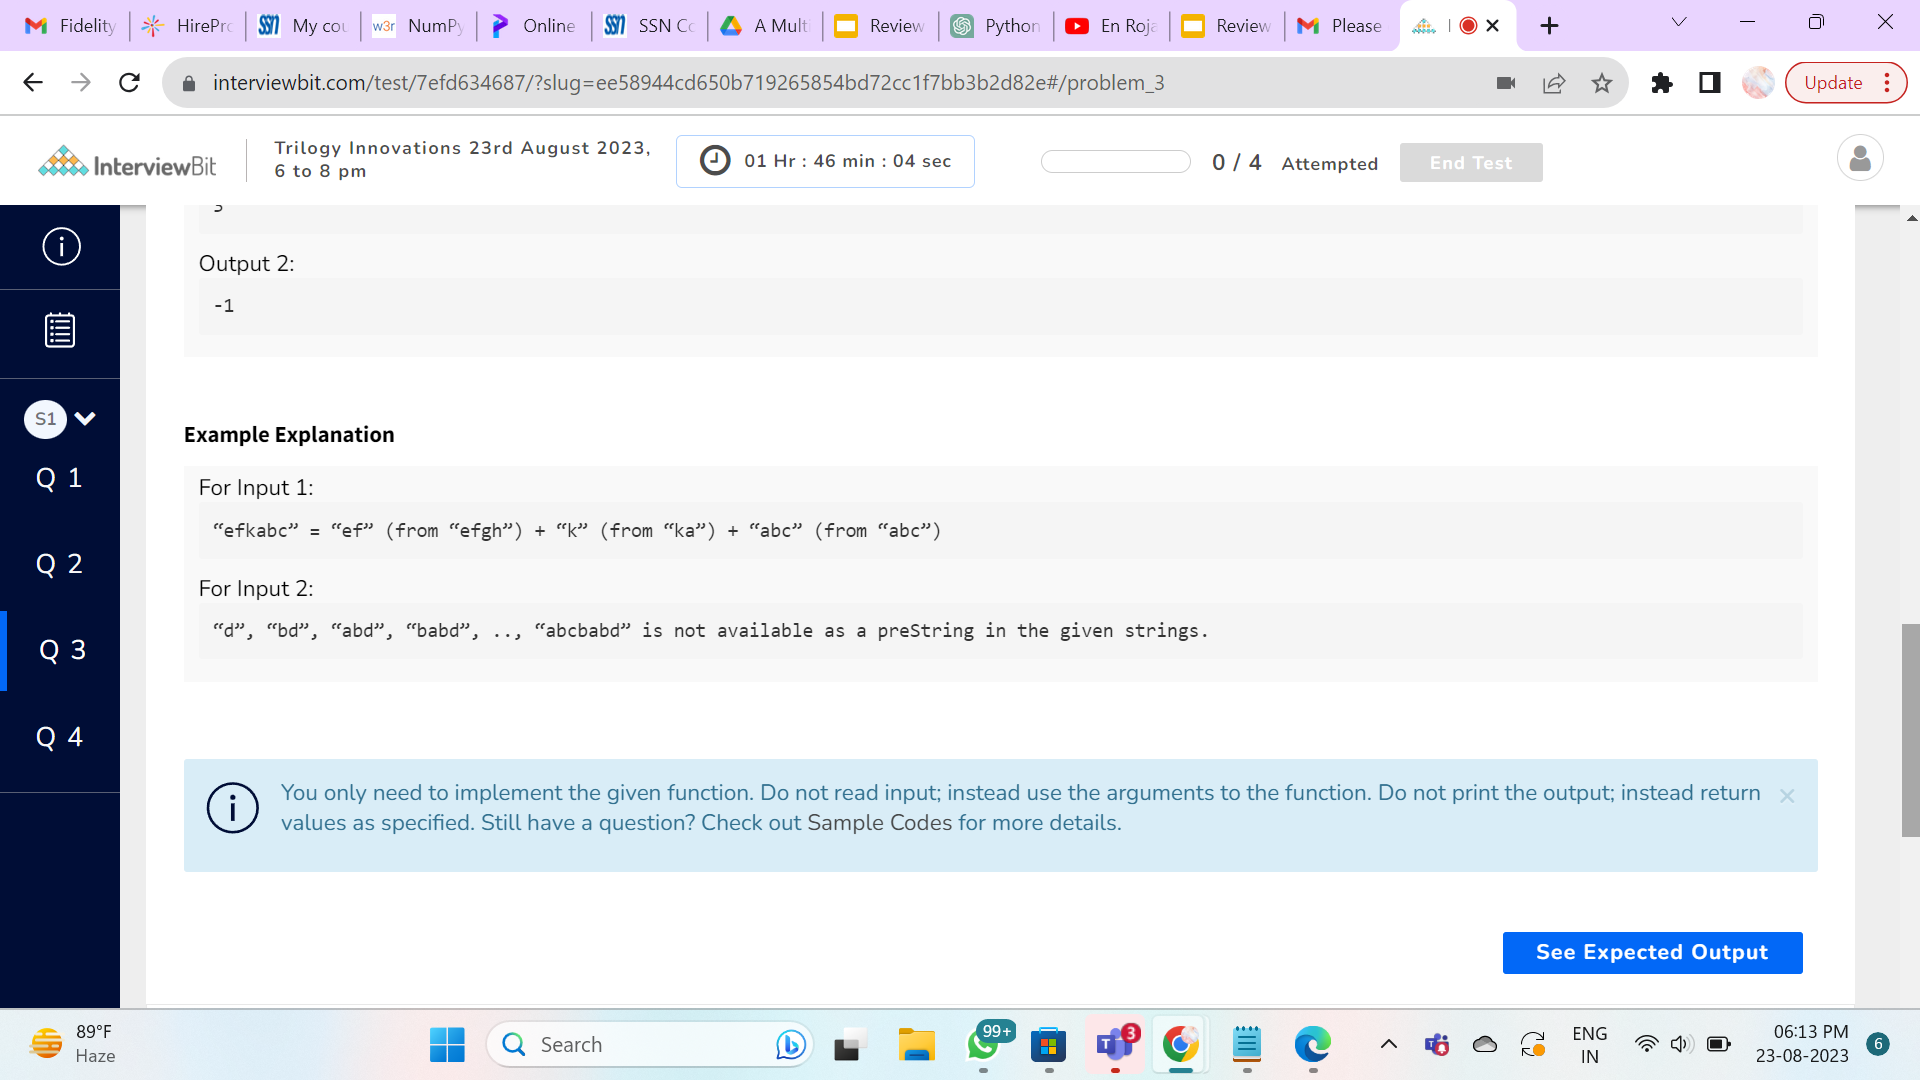 Fidelity
HirePro
My cou
w3r NumPy
Online
SSN Co
A Multi
Review
Python
En Roja
Review
Please
interviewbit.com/test/7efd634687/?slug=ee58944cd650b719265854bd72cc1f7bb3b2d82e#/problem_3
Update
InterviewBit
Trilogy Innovations 23rd August 2023,
6 to 8 pm
01 Hr : 46 min : 04 sec
0 / 4 Attempted
End Test
S1
Q 1
Q 2
Q 3
Q 4
3
Output 2:
-1
Example Explanation
For Input 1:
“efkabc” = “ef” (from “efgh”) + “k” (from “ka”) + “abc” (from “abc”)
For Input 2:
“d”, “bd”, “abd”, “babd”, .., “abcbabd” is not available as a preString in the given strings.
You only need to implement the given function. Do not read input; instead use the arguments to the function. Do not print the output; instead return
values as specified. Still have a question? Check out Sample Codes for more details.
See Expected Output
89°F
Haze
Search
99+
3
ENG
IN
06:13 PM
23-08-2023
6